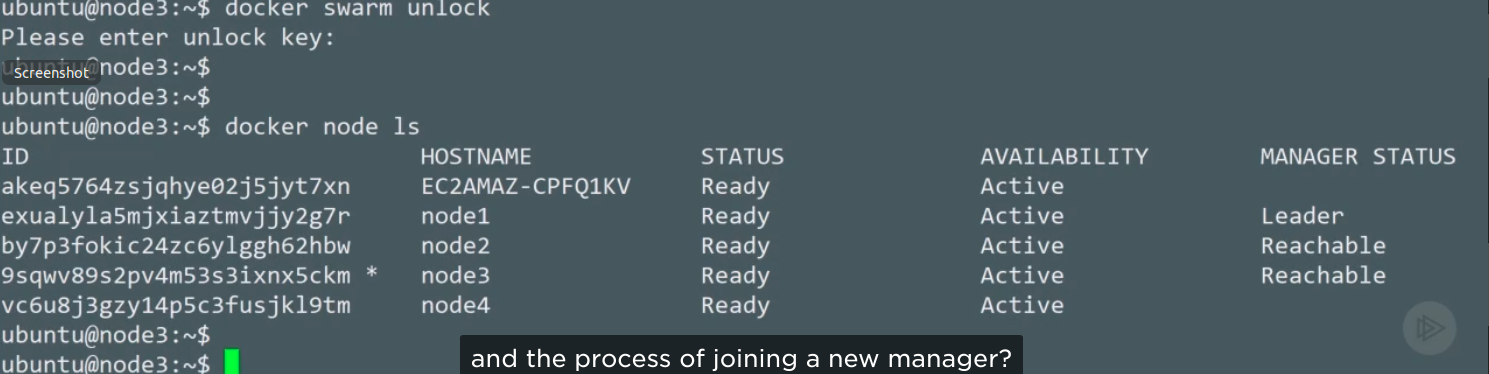 ubuntu@node3:~$ docker swarm unlock
Please enter unlock key:
ubuntu@node3:~$
Screenshot
ubuntu@node3:~$
ubuntu@node3:~$ docker node ls
ID HOSTNAME STATUS AVAILABILITY MANAGER STATUS
akeq5764zsjqhye02j5jyt7xn EC2AMAZ-CPFQ1KV Ready Active
exualyla5mjxiaztmvjjy2g7r node1 Ready Active Leader
by7p3fokic24zc6ylggh62hbw node2 Ready Active Reachable
9sqwv89s2pv4m53s3ixnx5ckm * node3 Ready Active Reachable
vc6u8j3gzy14p5c3fusjkl9tm node4 Ready Active
ubuntu@node3:~$
ubuntu@node3:~$
and the process of joining a new manager?